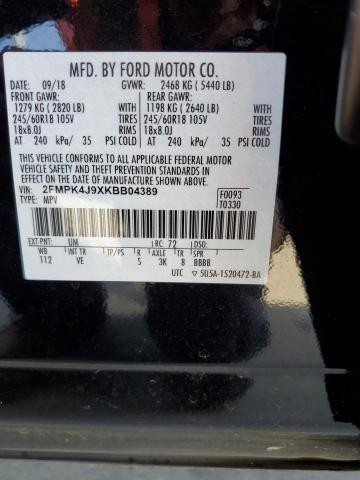 MFD. BY FORD MOTOR CO.
09/18 GVWR: 2468 KG ( 5440 LB)
FRONT GAWR: REAR GAWR:
1279 KG ( 2820 LB) 1198 KG ( 2640 LB)
245/60R18 105V TIRES 245/60R18 105V TIRES
18x8.0J RIMS 18x8.0J RIMS
AT 240 kPa/ 35 PSI COLD AT 240 kPa/ 35 PSI COLD
THIS VEHICLE CONFORMS TO ALL APPLICABLE FEDERAL MOTOR
VEHICLE SAFETY AND THEFT PREVENTION STANDARDS IN
EFFECT ON THE DATE OF MANUFACTURE SHOWN ABOVE.
VIN: 2FMPK4J9XKBB04389 F0093
TYPE: MPV T0330
EXT PNT: UM RC: 72 DSO:
WB INT TR TP/PS R AXLE TR SPR
112 VE 5 3K 8 BBBB
UTC 5U5A-1520472-BA